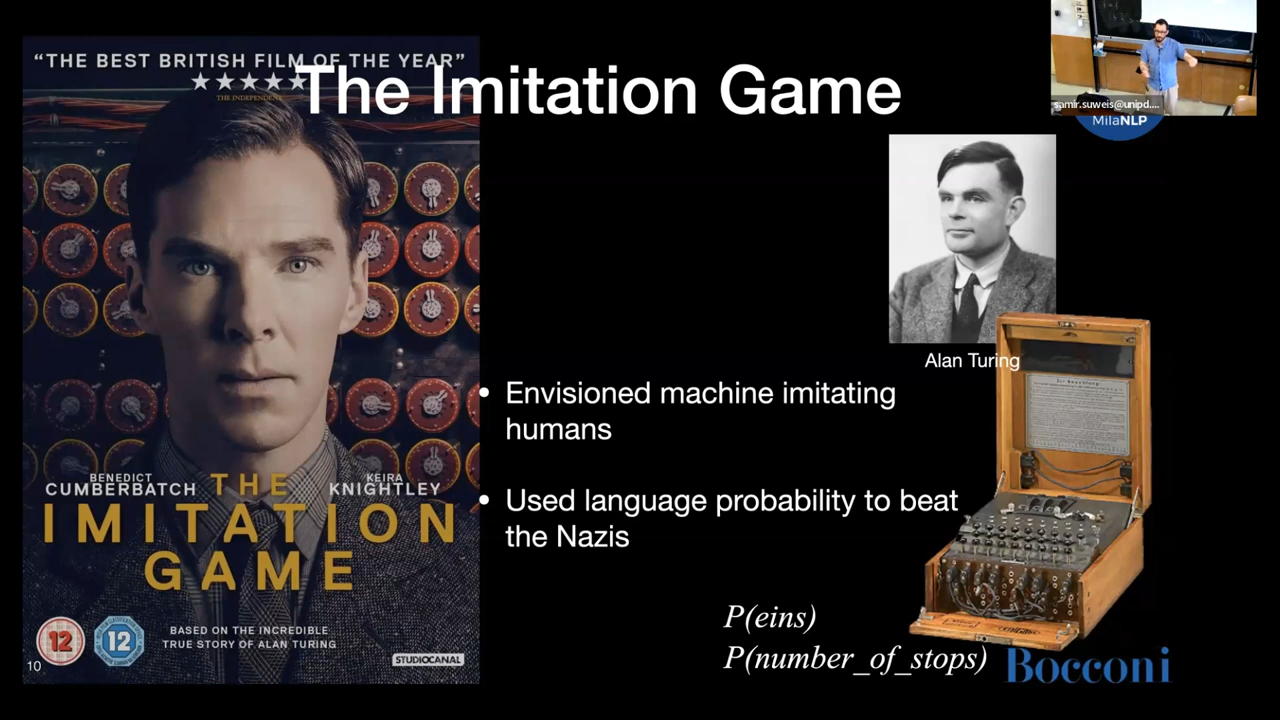 "THE BEST BRITISH FILM OF THE YEAR"
THE INDEPENDENT
The Imitation Game
samir.suweis@unipd....
MilaNLP
Alan Turing
• Envisioned machine imitating
humans
• Used language probability to beat
the Nazis
P(eins)
P(number_of_stops)
BENEDICT
CUMBERBATCH
KEIRA
KNIGHTLEY
THE
IMITATION
GAME
12
12
BASED ON THE INCREDIBLE
TRUE STORY OF ALAN TURING
STUDIOCANAL
10
Bocconi